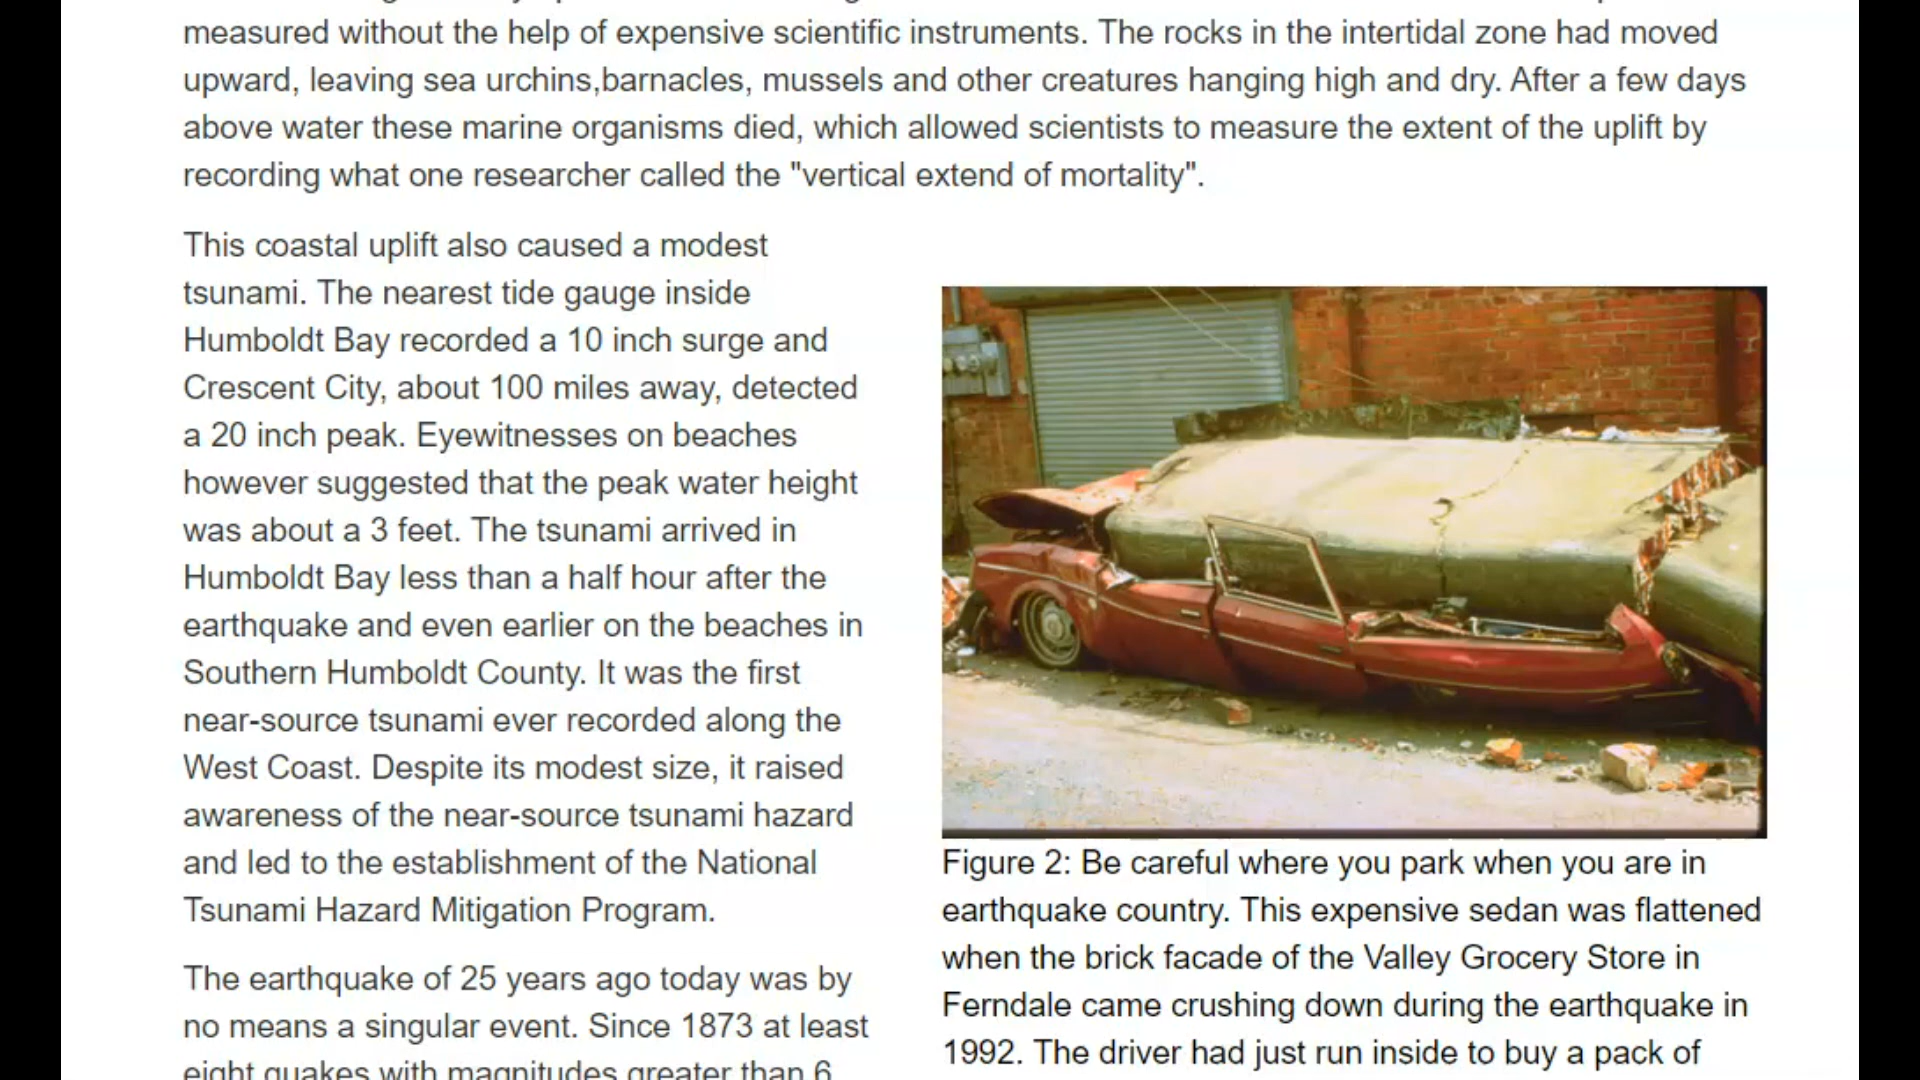 measured without the help of expensive scientific instruments. The rocks in the intertidal zone had moved
upward, leaving sea urchins,barnacles, mussels and other creatures hanging high and dry. After a few days
above water these marine organisms died, which allowed scientists to measure the extent of the uplift by
recording what one researcher called the "vertical extend of mortality".
This coastal uplift also caused a modest
tsunami. The nearest tide gauge inside
Humboldt Bay recorded a 10 inch surge and
Crescent City, about 100 miles away, detected
a 20 inch peak. Eyewitnesses on beaches
however suggested that the peak water height
was about a 3 feet. The tsunami arrived in
Humboldt Bay less than a half hour after the
earthquake and even earlier on the beaches in
Southern Humboldt County. It was the first
near-source tsunami ever recorded along the
West Coast. Despite its modest size, it raised
awareness of the near-source tsunami hazard
and led to the establishment of the National
Tsunami Hazard Mitigation Program.
The earthquake of 25 years ago today was by
no means a singular event. Since 1873 at least
eight quakes with magnitudes greater than 6
Figure 2: Be careful where you park when you are in
earthquake country. This expensive sedan was flattened
when the brick facade of the Valley Grocery Store in
Ferndale came crushing down during the earthquake in
1992. The driver had just run inside to buy a pack of